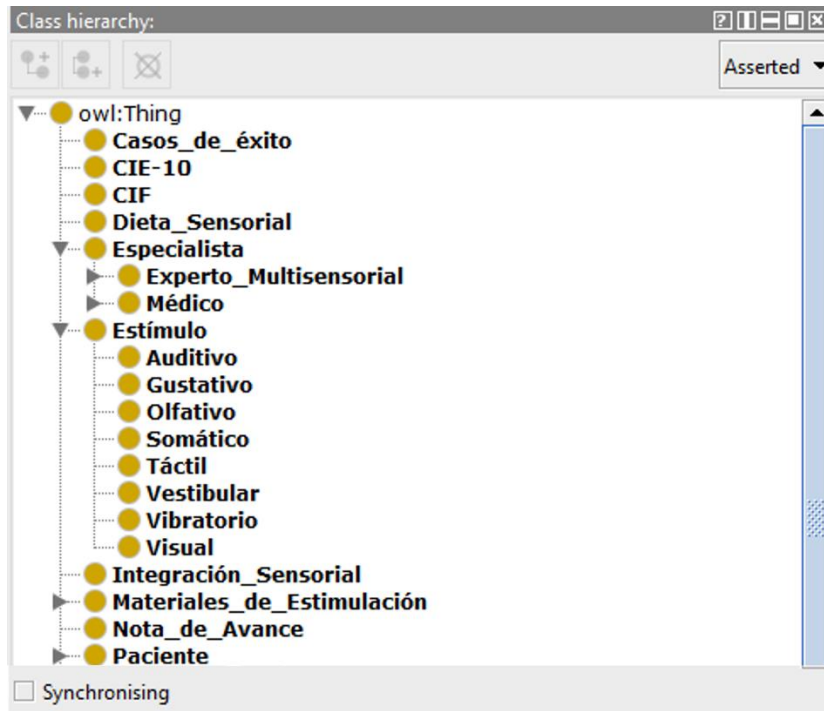 Class hierarchy:
Asserted
owl:Thing
Casos_de_éxito
CIE-10
CIF
Dieta_Sensorial
Especialista
Experto_Multisensorial
Médico
Estímulo
Auditivo
Gustativo
Olfativo
Somático
Táctil
Vestibular
Vibratorio
Visual
Integración_Sensorial
Materiales_de_Estimulación
Nota_de_Avance
Paciente
Synchronising